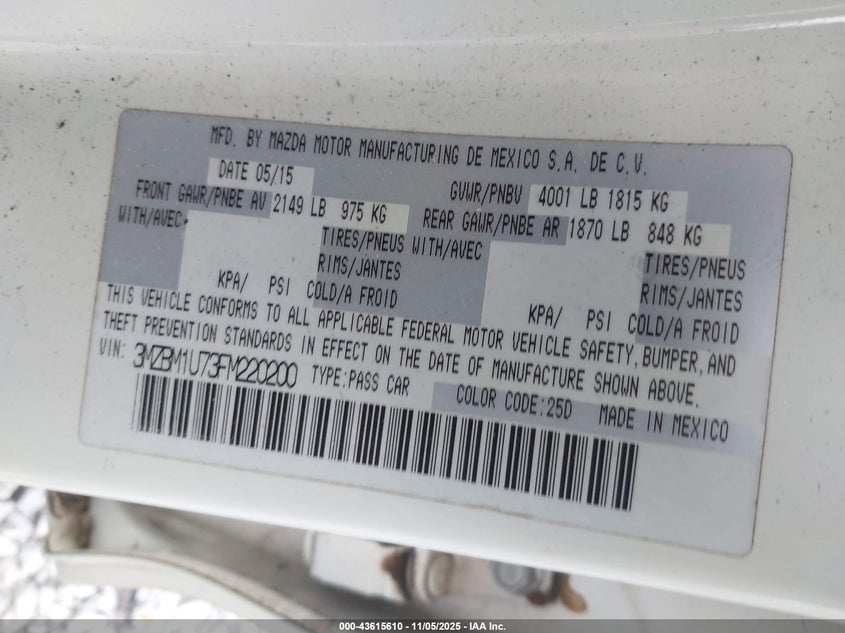 MFD. BY MAZDA MOTOR MANUFACTURING DE MEXICO S.A. DE C.V.
DATE 05/15 GVWR/PNBV 4001 LB 1815 KG
FRONT GAWR/PNBE AV 2149 LB 975 KG REAR GAWR/PNBE AR 1870 LB 848 KG
WITH/AVEC TIRES/PNEUS WITH/AVEC TIRES/PNEUS
RIMS/JANTES RIMS/JANTES
KPA/ PSI COLD/A FROID KPA/ PSI COLD/A FROID
THIS VEHICLE CONFORMS TO ALL APPLICABLE FEDERAL MOTOR VEHICLE SAFETY, BUMPER, AND
THEFT PREVENTION STANDARDS IN EFFECT ON THE DATE OF MANUFACTURE SHOWN ABOVE.
VIN: 3MZBM1U73FM220200 TYPE:PASS CAR COLOR CODE:25D MADE IN MEXICO
000-43615610 - 11/05/2025 - IAA Inc.